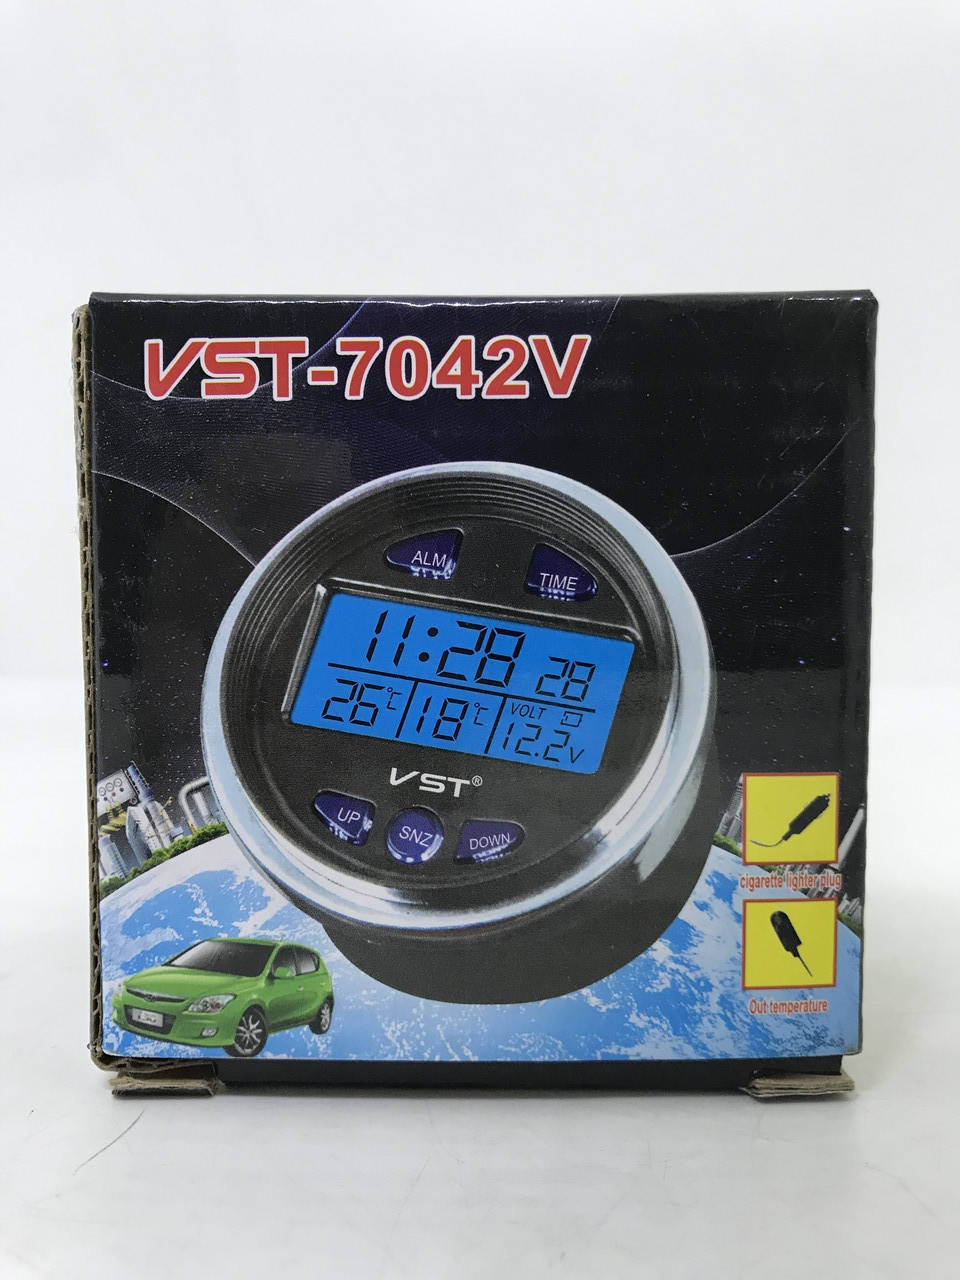 VST-7042V
ALM
TIME
11:28 28
26°C 18°C VOLT 12.2V
VST®
UP
SNZ
DOWN
cigarette lighter plug
Out temperature